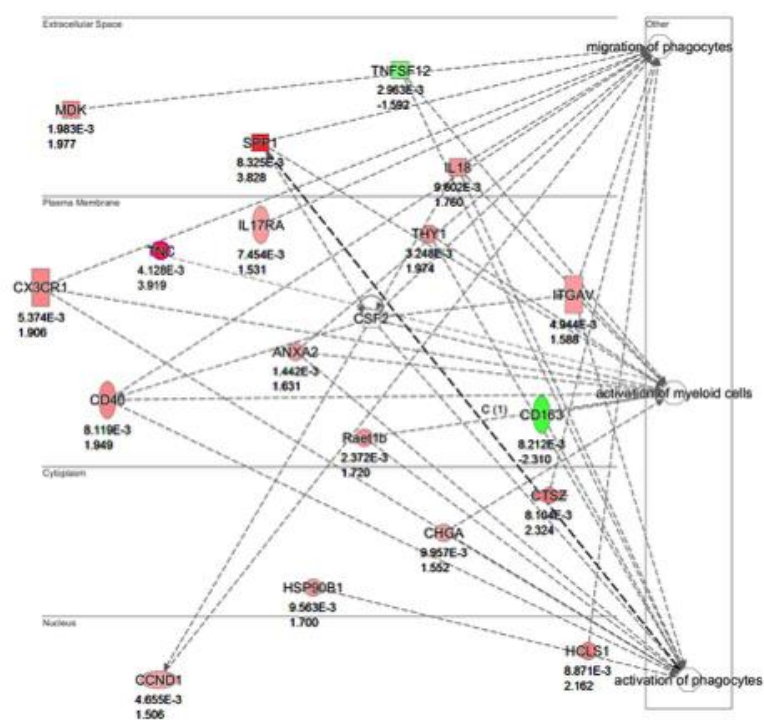 Extracellular Space
Other
migration of phagocytes
TNFSF12
2.963E-3
-1.592
MDK
1.983E-3
1.977
SPP1
8.325E-3
3.828
IL18
9.602E-3
1.760
Plasma Membrane
IL17RA
7.454E-3
1.531
THY1
3.248E-3
1.974
TNC
4.128E-3
3.919
CX3CR1
5.374E-3
1.906
ITGAV
4.944E-3
1.588
CSF2
ANXA2
1.442E-3
1.631
activation of myeloid cells
CD40
8.119E-3
1.949
C (1)
CD163
8.212E-3
-2.310
Raet1b
2.372E-3
1.720
Cytoplasm
CTSZ
8.104E-3
2.324
CHGA
9.957E-3
1.552
HSP90B1
9.563E-3
1.700
Nucleus
HCLS1
8.871E-3
2.162
CCND1
4.655E-3
1.506
activation of phagocytes